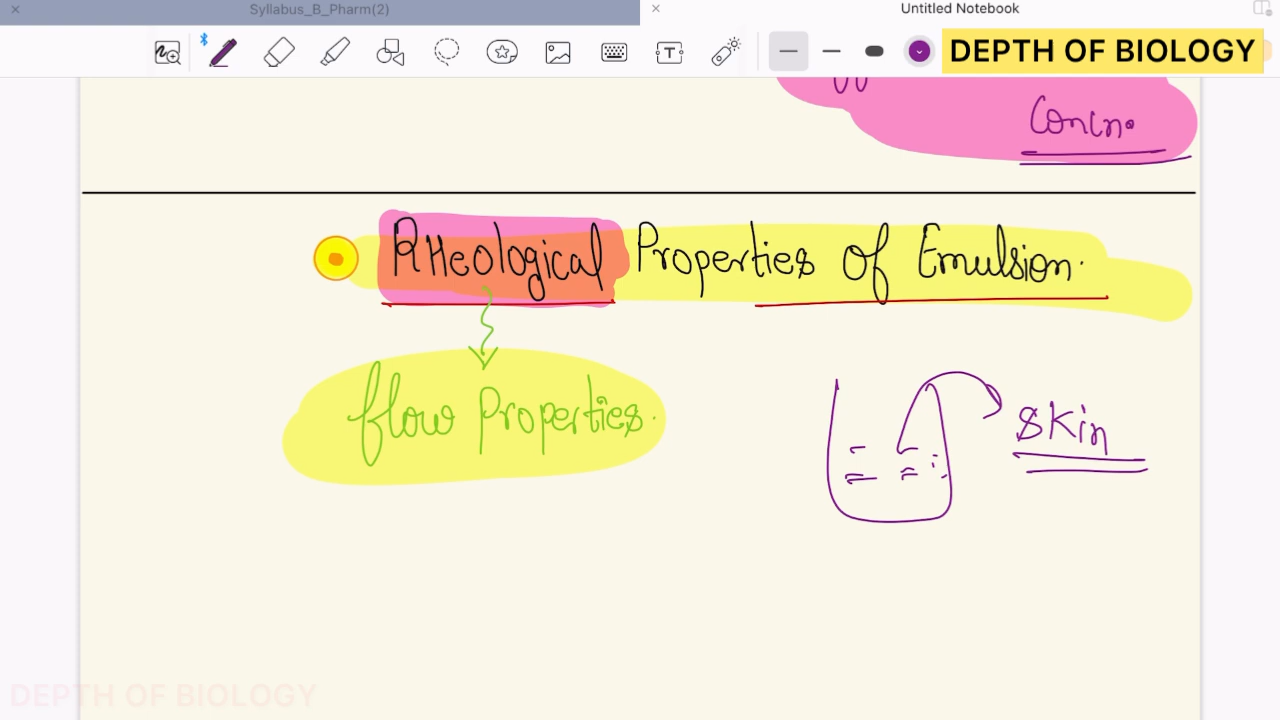 Syllabus_B_Pharm(2)
Untitled Notebook
DEPTH OF BIOLOGY
Concn.
RHeological Properties of Emulsion.
flow Properties.
skin
DEPTH OF BIOLOGY